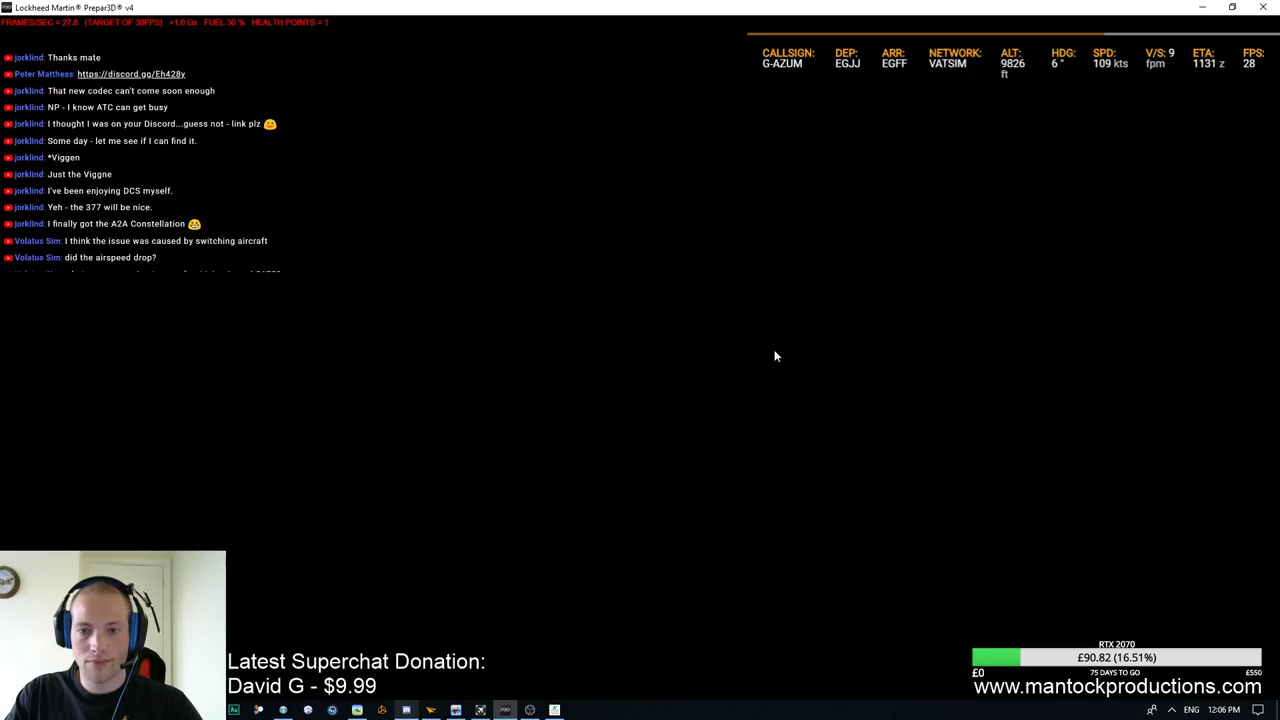 Lockheed Martin® Prepar3D® v4
FRAMES/SEC = 27.8 (TARGET OF 30FPS) +1.0 Gs FUEL 30 % HEALTH POINTS = 1
jorklind: Thanks mate
Peter Matthess: https://discord.gg/Eh428y
jorklind: That new codec can't come soon enough
jorklind: NP - I know ATC can get busy
jorklind: I thought I was on your Discord...guess not - link plz
jorklind: Some day - let me see if I can find it.
jorklind: *Viggen
jorklind: Just the Viggne
jorklind: I've been enjoying DCS myself.
jorklind: Yeh - the 377 will be nice.
jorklind: I finally got the A2A Constellation
Volatus Sim: I think the issue was caused by switching aircraft
Volatus Sim: did the airspeed drop?
CALLSIGN: DEP: ARR: NETWORK: ALT: HDG: SPD: V/S: 9 ETA: FPS:
G-AZUM EGJJ EGFF VATSIM 9826 6 ° 109 kts fpm 1131 z 28
ft
Latest Superchat Donation:
David G - $9.99
RTX 2070
£90.82 (16.51%)
£0 75 DAYS TO GO £550
www.mantockproductions.com
Au
ENG 12:06 PM